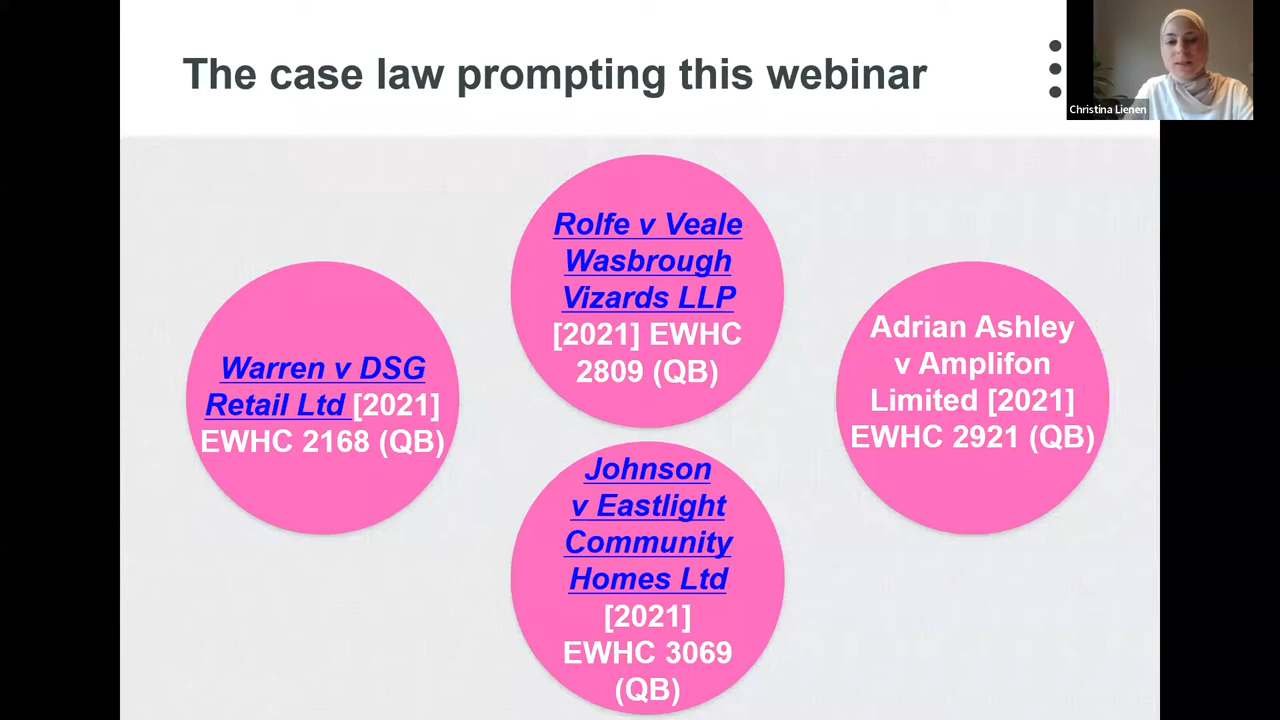 The case law prompting this webinar
Christina Lienen
Rolfe v Veale
Wasbrough
Vizards LLP
[2021] EWHC
2809 (QB)
Warren v DSG
Retail Ltd [2021]
EWHC 2168 (QB)
Adrian Ashley
v Amplifon
Limited [2021]
EWHC 2921 (QB)
Johnson
v Eastlight
Community
Homes Ltd
[2021]
EWHC 3069
(QB)